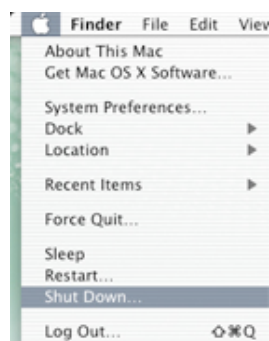 Finder File Edit View
About This Mac
Get Mac OS X Software...
System Preferences...
Dock
Location
Recent Items
Force Quit...
Sleep
Restart...
Shut Down...
Log Out... ⇧⌘Q